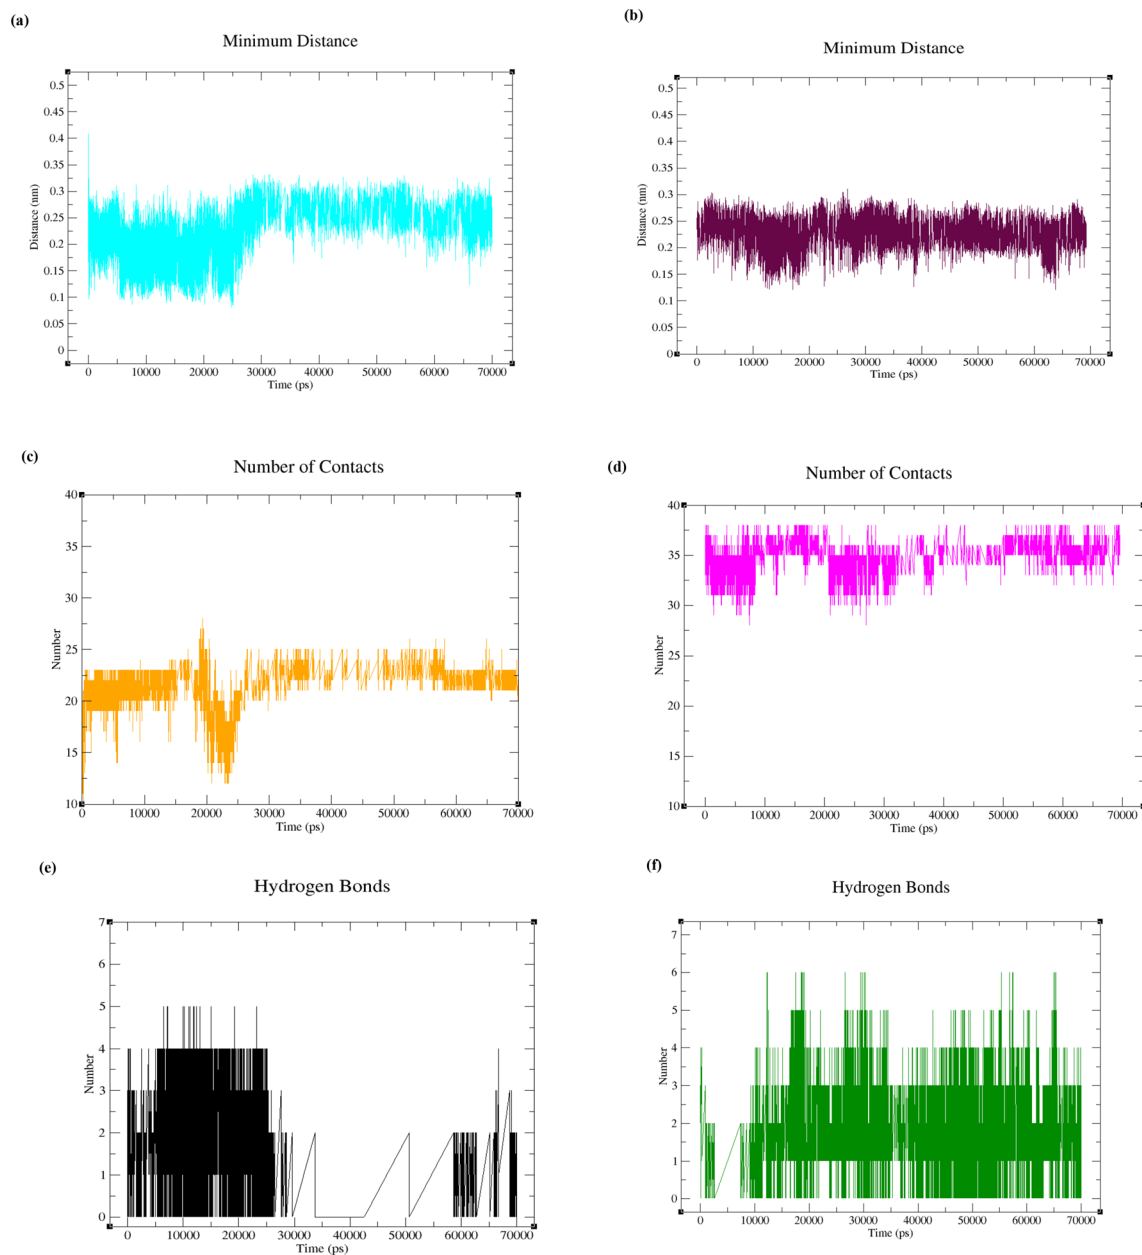 (a)
Minimum Distance
0.5
0.45
0.4
0.35
0.3
0.25
0.2
0.15
0.1
0.05
0
Distance (nm)
0 10000 20000 30000 40000 50000 60000 70000
Time (ps)
(b)
Minimum Distance
0.5
0.45
0.4
0.35
0.3
0.25
0.2
0.15
0.1
0.05
0
Distance (nm)
0 10000 20000 30000 40000 50000 60000 70000
Time (ps)
(c)
Number of Contacts
40
35
30
25
20
15
10
Number
0 10000 20000 30000 40000 50000 60000 70000
Time (ps)
(d)
Number of Contacts
40
35
30
25
20
15
10
Number
0 10000 20000 30000 40000 50000 60000 70000
Time (ps)
(e)
Hydrogen Bonds
7
6
5
4
3
2
1
0
Number
0 10000 20000 30000 40000 50000 60000 70000
Time (ps)
(f)
Hydrogen Bonds
7
6
5
4
3
2
1
0
Number
0 10000 20000 30000 40000 50000 60000 70000
Time (ps)